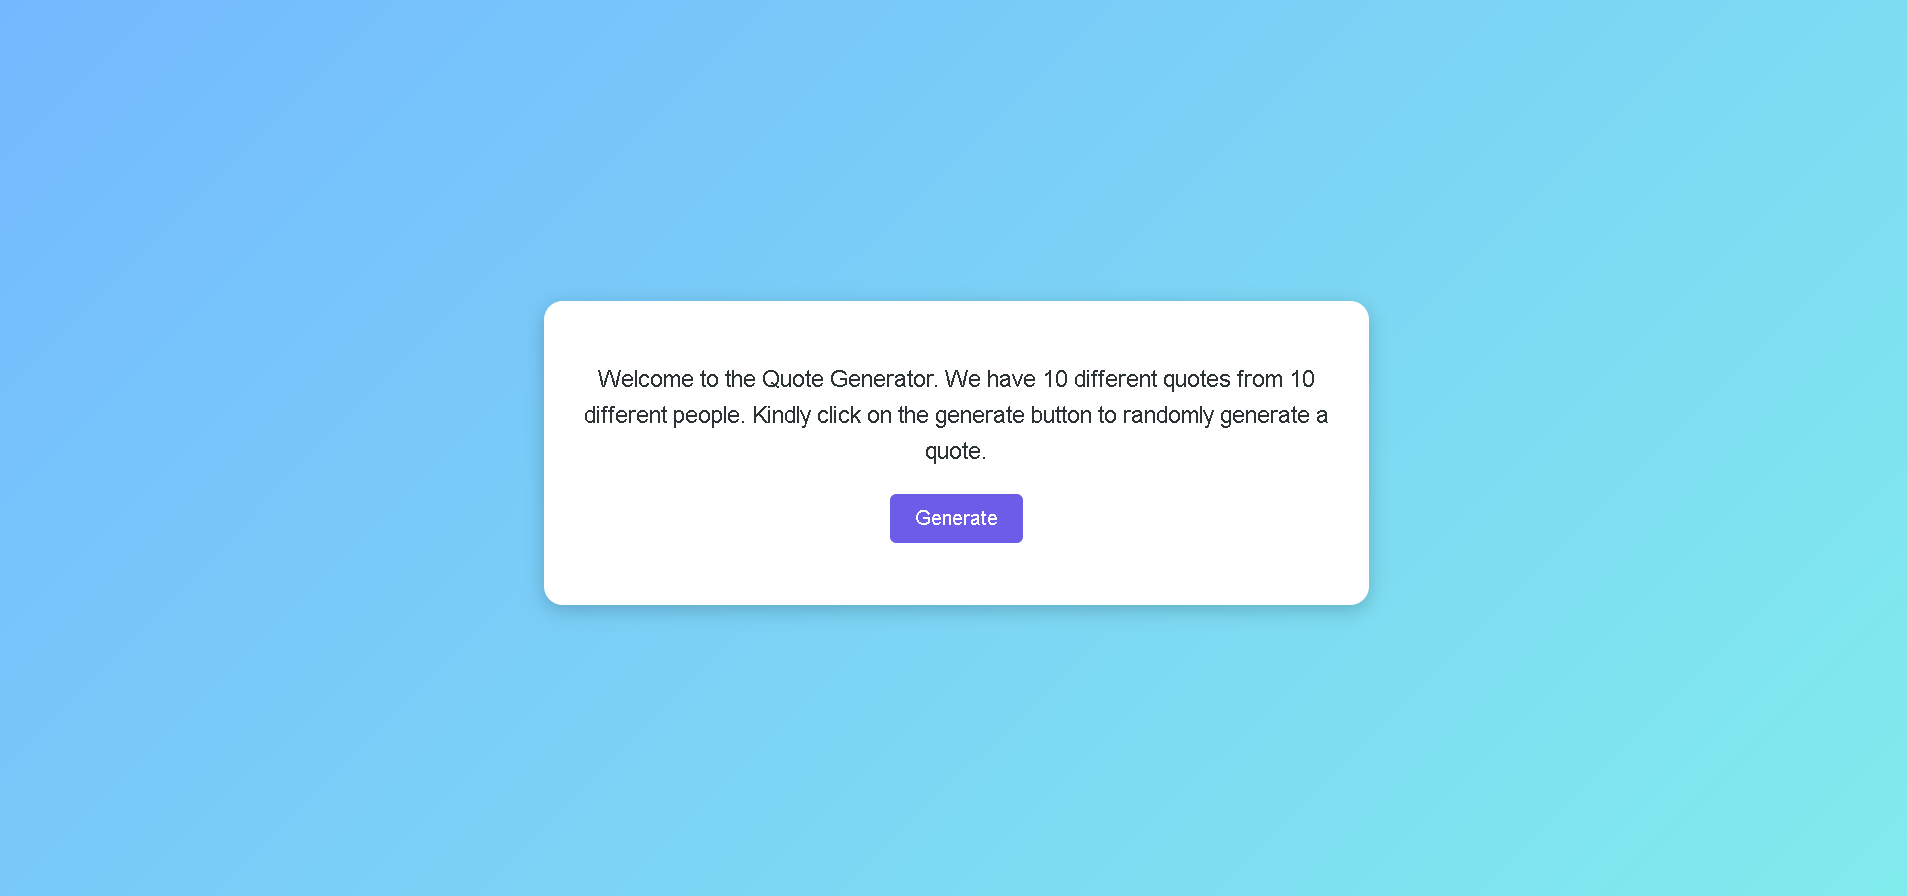 Welcome to the Quote Generator. We have 10 different quotes from 10
different people. Kindly click on the generate button to randomly generate a
quote.
Generate